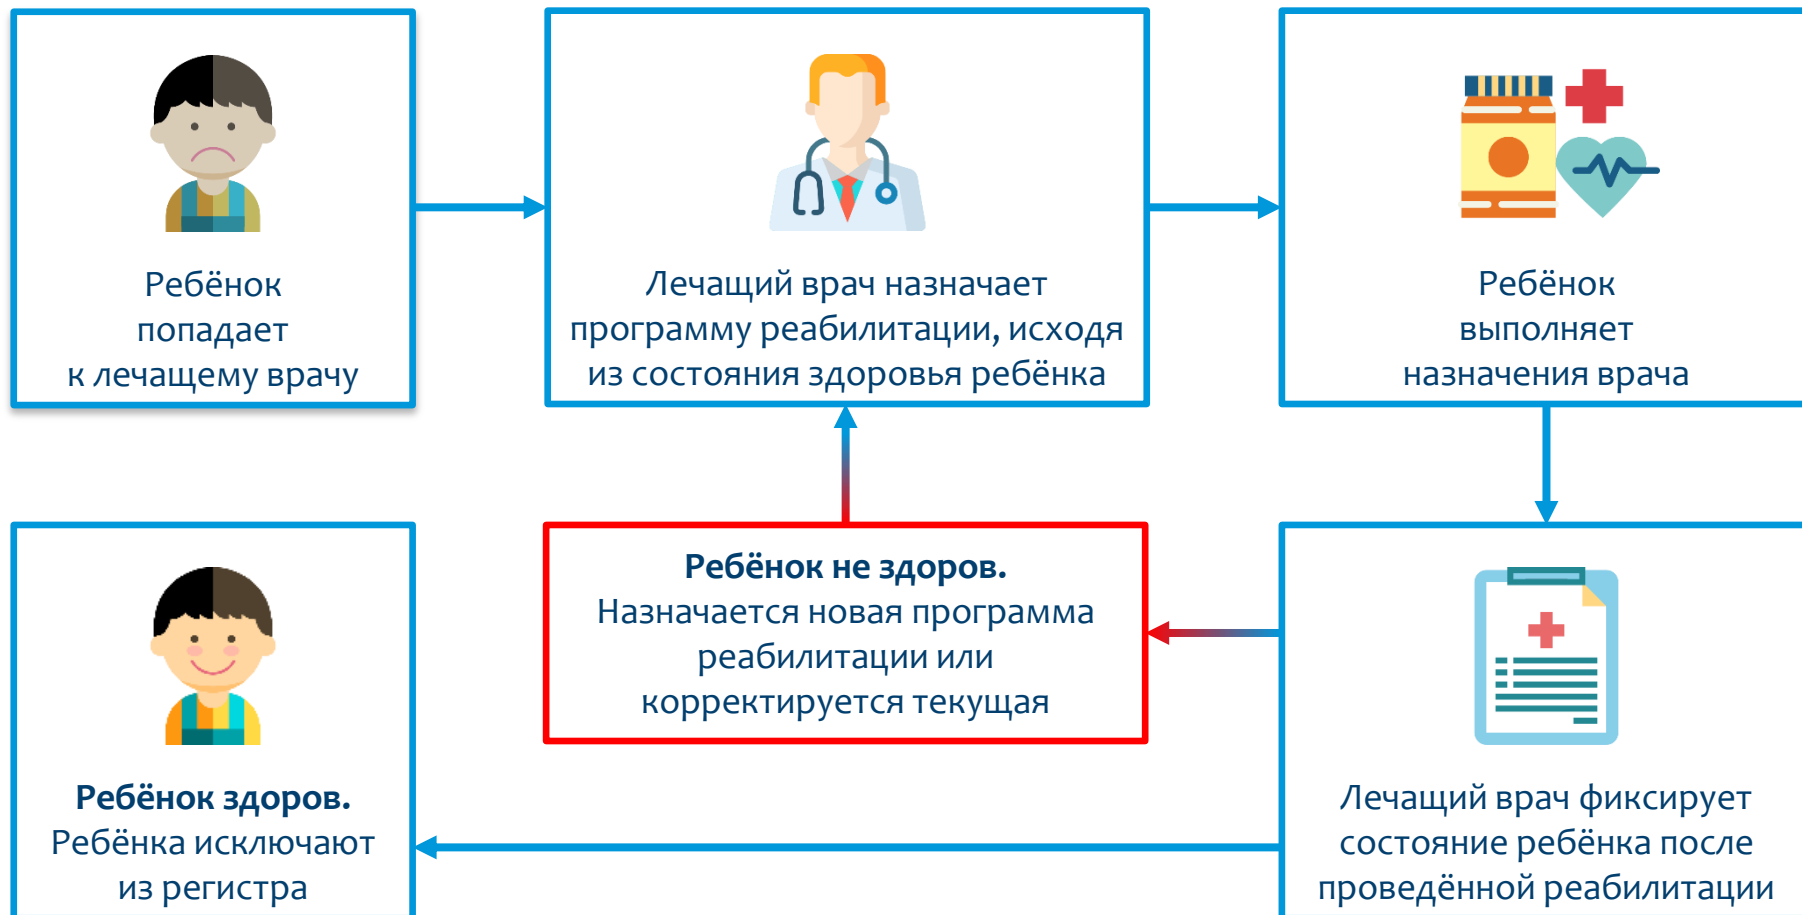 Ребёнок
попадает
к лечащему врачу
Лечащий врач назначает
программу реабилитации, исходя
из состояния здоровья ребёнка
Ребёнок
выполняет
назначения врача
Ребёнок здоров.
Ребёнка исключают
из регистра
Ребёнок не здоров.
Назначается новая программа
реабилитации или
корректируется текущая
Лечащий врач фиксирует
состояние ребёнка после
проведённой реабилитации